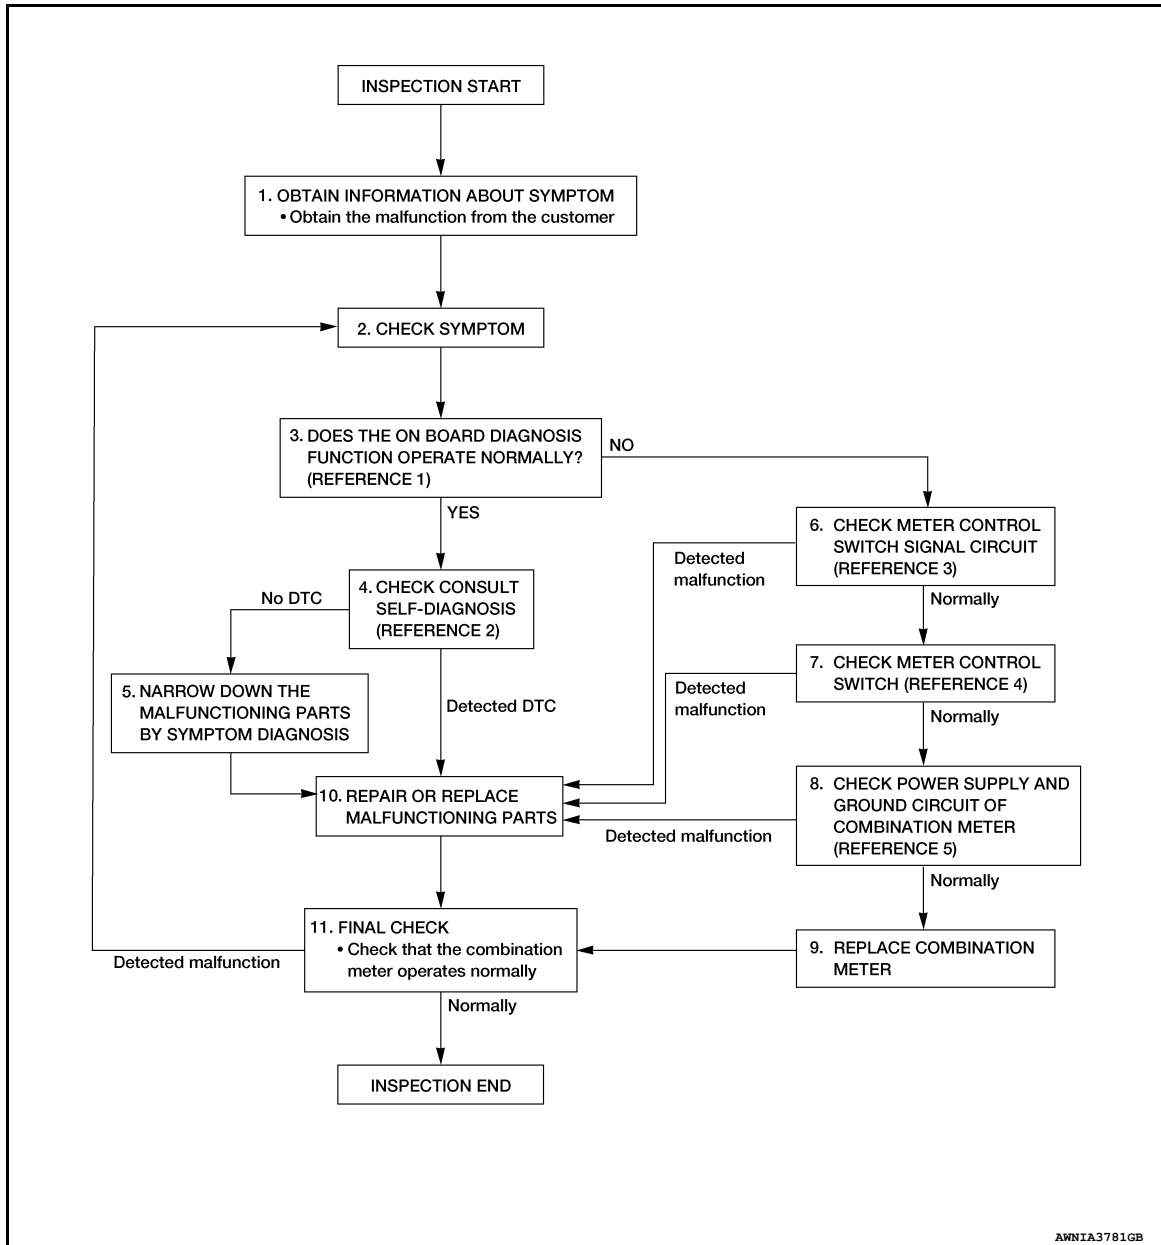 INSPECTION START
1. OBTAIN INFORMATION ABOUT SYMPTOM
• Obtain the malfunction from the customer
2. CHECK SYMPTOM
3. DOES THE ON BOARD DIAGNOSIS
FUNCTION OPERATE NORMALLY?
(REFERENCE 1)
NO
YES
4. CHECK CONSULT
SELF-DIAGNOSIS
(REFERENCE 2)
No DTC
5. NARROW DOWN THE
MALFUNCTIONING PARTS
BY SYMPTOM DIAGNOSIS
Detected DTC
6. CHECK METER CONTROL
SWITCH SIGNAL CIRCUIT
(REFERENCE 3)
Detected
malfunction
Normally
7. CHECK METER CONTROL
SWITCH (REFERENCE 4)
Detected
malfunction
Normally
8. CHECK POWER SUPPLY AND
GROUND CIRCUIT OF
COMBINATION METER
(REFERENCE 5)
Detected malfunction
Normally
9. REPLACE COMBINATION
METER
10. REPAIR OR REPLACE
MALFUNCTIONING PARTS
11. FINAL CHECK
• Check that the combination
meter operates normally
Detected malfunction
Normally
INSPECTION END
AWNIA3781GB